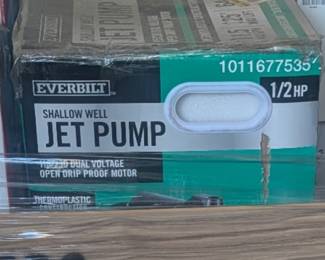 1011677535
EVERBILT
1/2 HP
SHALLOW WELL
JET PUMP
DUAL VOLTAGE
OPEN DRIP PROOF MOTOR
THERMOPLASTIC